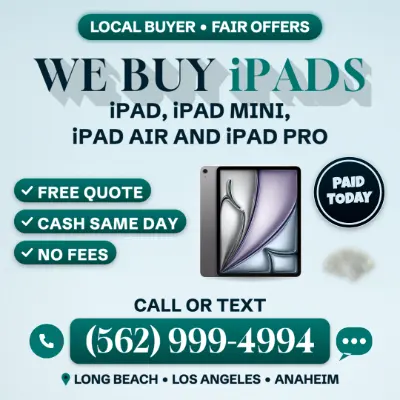 LOCAL BUYER • FAIR OFFERS
WE BUY iPADS
iPAD, iPAD MINI,
iPAD AIR AND iPAD PRO
PAID
TODAY
FREE QUOTE
CASH SAME DAY
NO FEES
CALL OR TEXT
(562) 999-4994
LONG BEACH • LOS ANGELES • ANAHEIM